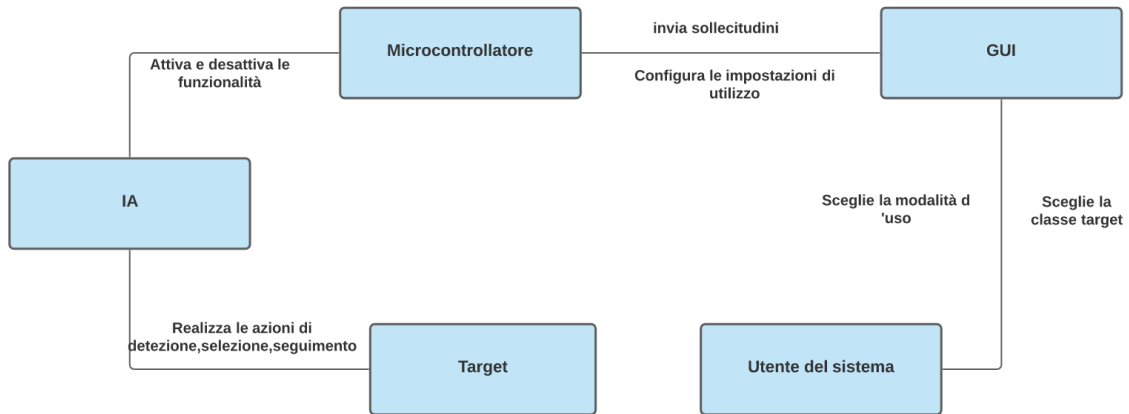 invia sollecitudini
Microcontrollatore
GUI
Attiva e desattiva le
funzionalità
Configura le impostazioni di
utilizzo
IA
Sceglie la modalità d
'uso
Sceglie la
classe target
Realizza le azioni di
detezione,selezione,seguimento
Target
Utente del sistema